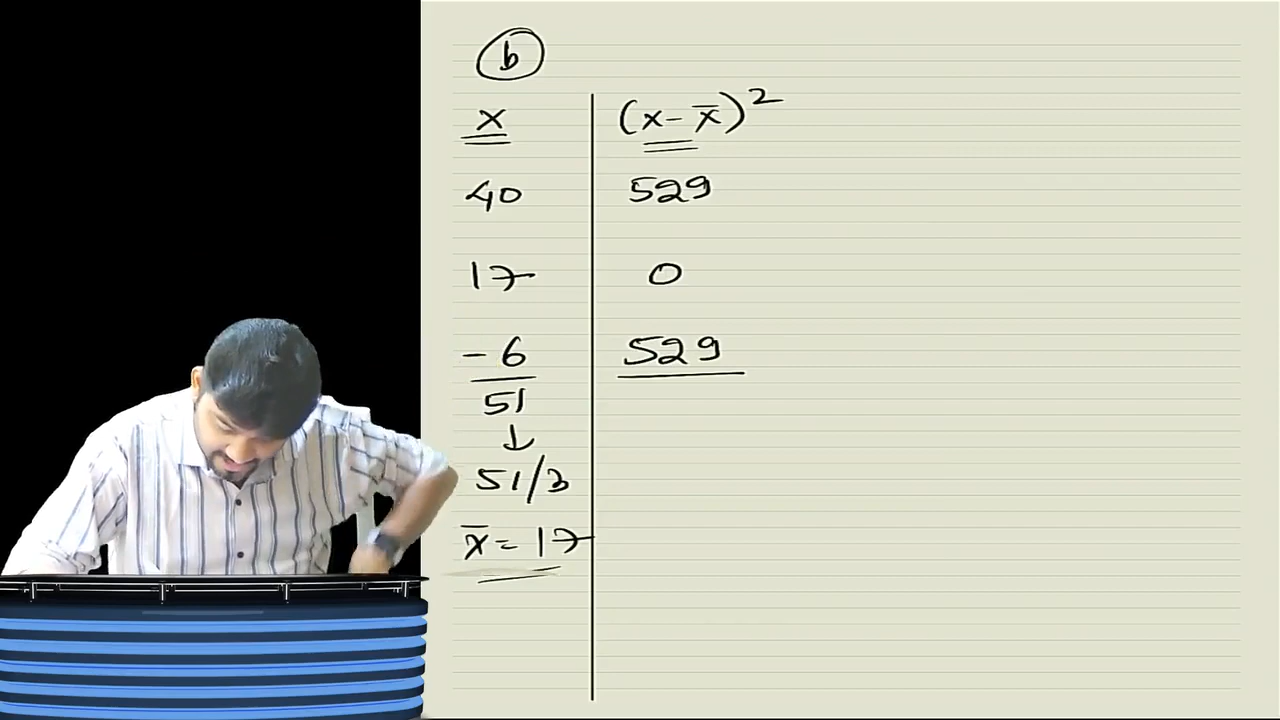 b
x (x - x̄)²
40 529
17 0
-6 529
51
↓
51/3
x̄ = 17